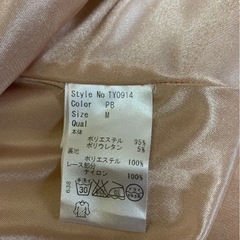 Style No TY0914
Color PB
Size M
Qual
本体
ポリエステル 95%
ポリウレタン 5%
裏地
ポリエステル 100%
レース部分
ナイロン 100%
30